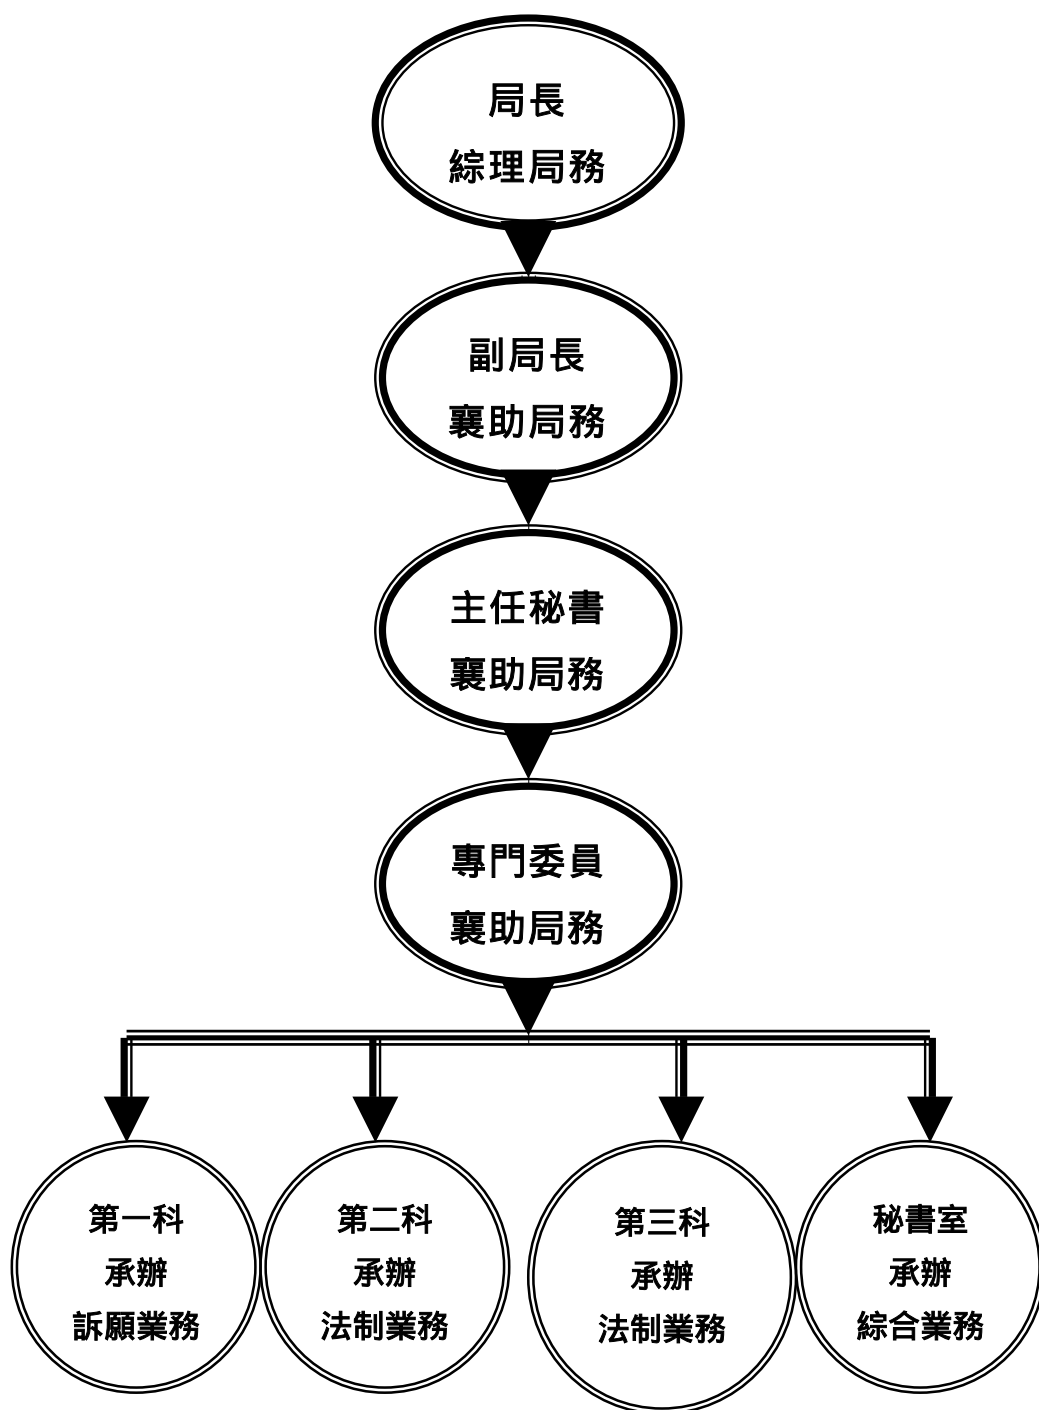 局長
綜理局務
副局長
襄助局務
主任秘書
襄助局務
專門委員
襄助局務
第一科
承辦
訴願業務
第二科
承辦
法制業務
第三科
承辦
法制業務
秘書室
承辦
綜合業務